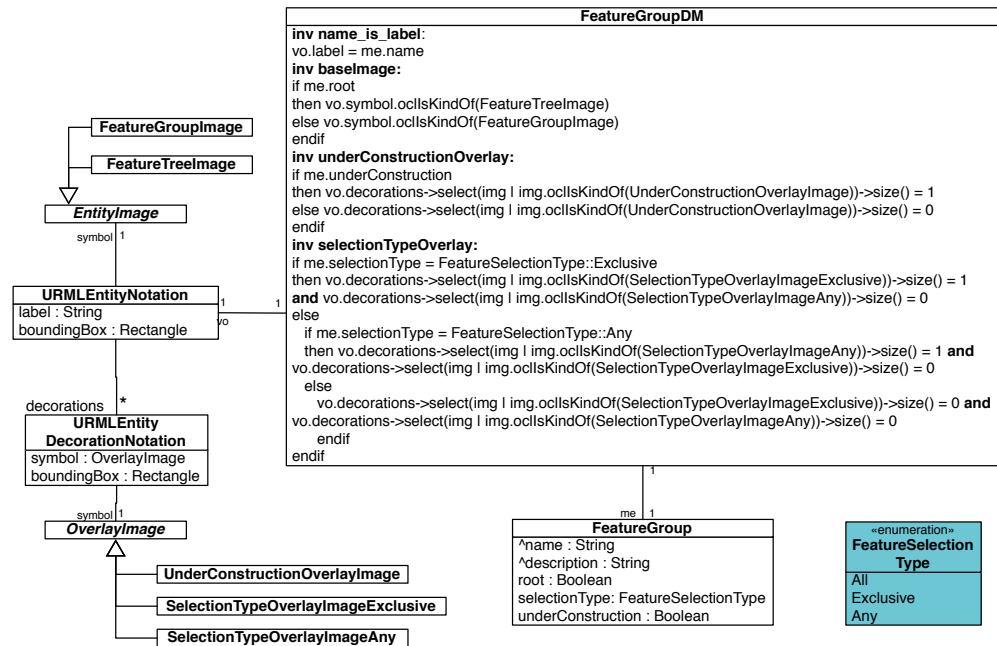 FeatureGroupDM
inv name_is_label:
vo.label = me.name
inv baseImage:
if me.root
then vo.symbol.oclIsKindOf(FeatureTreeImage)
else vo.symbol.oclIsKindOf(FeatureGroupImage)
endif
inv underConstructionOverlay:
if me.underConstruction
then vo.decorations->select(img | img.oclIsKindOf(UnderConstructionOverlayImage))->size() = 1
else vo.decorations->select(img | img.oclIsKindOf(UnderConstructionOverlayImage))->size() = 0
endif
inv selectionTypeOverlay:
if me.selectionType = FeatureSelectionType::Exclusive
then vo.decorations->select(img | img.oclIsKindOf(SelectionTypeOverlayImageExclusive))->size() = 1
and vo.decorations->select(img | img.oclIsKindOf(SelectionTypeOverlayImageAny))->size() = 0
else
if me.selectionType = FeatureSelectionType::Any
then vo.decorations->select(img | img.oclIsKindOf(SelectionTypeOverlayImageAny))->size() = 1 and
vo.decorations->select(img | img.oclIsKindOf(SelectionTypeOverlayImageExclusive))->size() = 0
else
vo.decorations->select(img | img.oclIsKindOf(SelectionTypeOverlayImageExclusive))->size() = 0 and
vo.decorations->select(img | img.oclIsKindOf(SelectionTypeOverlayImageAny))->size() = 0
endif
endif
FeatureGroupImage
FeatureTreeImage
EntityImage
symbol 1
URMLEntityNotation
label : String
boundingBox : Rectangle
1
vo
1
decorations *
URMLEntity
DecorationNotation
symbol : OverlayImage
boundingBox : Rectangle
symbol 1
OverlayImage
UnderConstructionOverlayImage
SelectionTypeOverlayImageExclusive
SelectionTypeOverlayImageAny
1
me 1
FeatureGroup
^name : String
^description : String
root : Boolean
selectionType: FeatureSelectionType
underConstruction : Boolean
«enumeration»
FeatureSelection
Type
All
Exclusive
Any